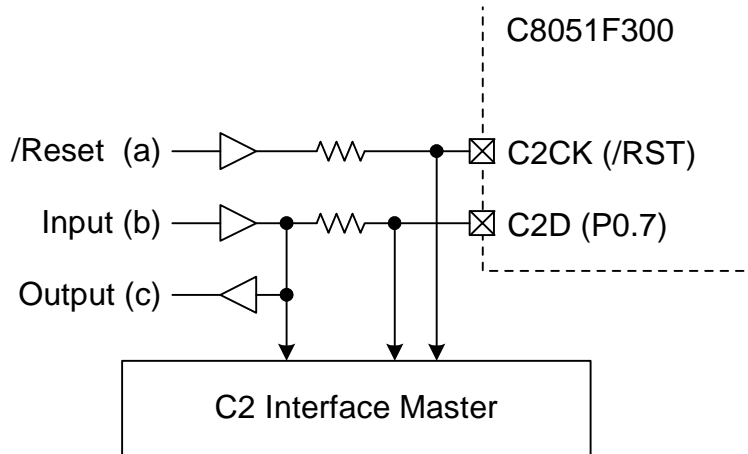 C8051F300
/Reset (a)
C2CK (/RST)
Input (b)
C2D (P0.7)
Output (c)
C2 Interface Master